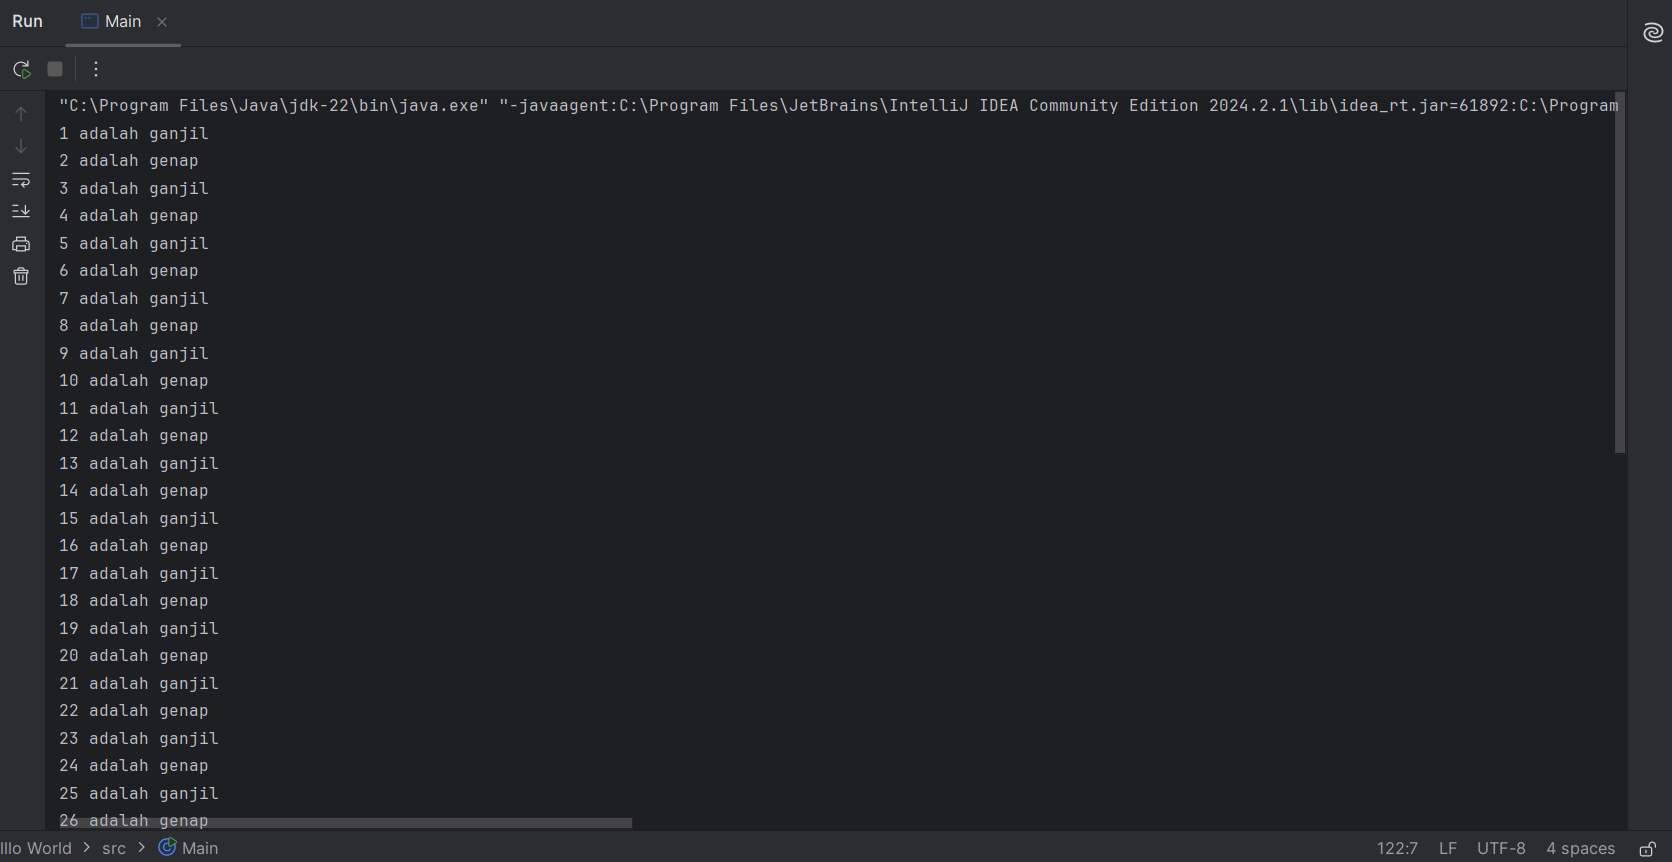 Run Main
"C:\Program Files\Java\jdk-22\bin\java.exe" "-javaagent:C:\Program Files\JetBrains\IntelliJ IDEA Community Edition 2024.2.1\lib\idea_rt.jar=61892:C:\Program
1 adalah ganjil
2 adalah genap
3 adalah ganjil
4 adalah genap
5 adalah ganjil
6 adalah genap
7 adalah ganjil
8 adalah genap
9 adalah ganjil
10 adalah genap
11 adalah ganjil
12 adalah genap
13 adalah ganjil
14 adalah genap
15 adalah ganjil
16 adalah genap
17 adalah ganjil
18 adalah genap
19 adalah ganjil
20 adalah genap
21 adalah ganjil
22 adalah genap
23 adalah ganjil
24 adalah genap
25 adalah ganjil
26 adalah genap
lllo World > src > Main 122:7 LF UTF-8 4 spaces